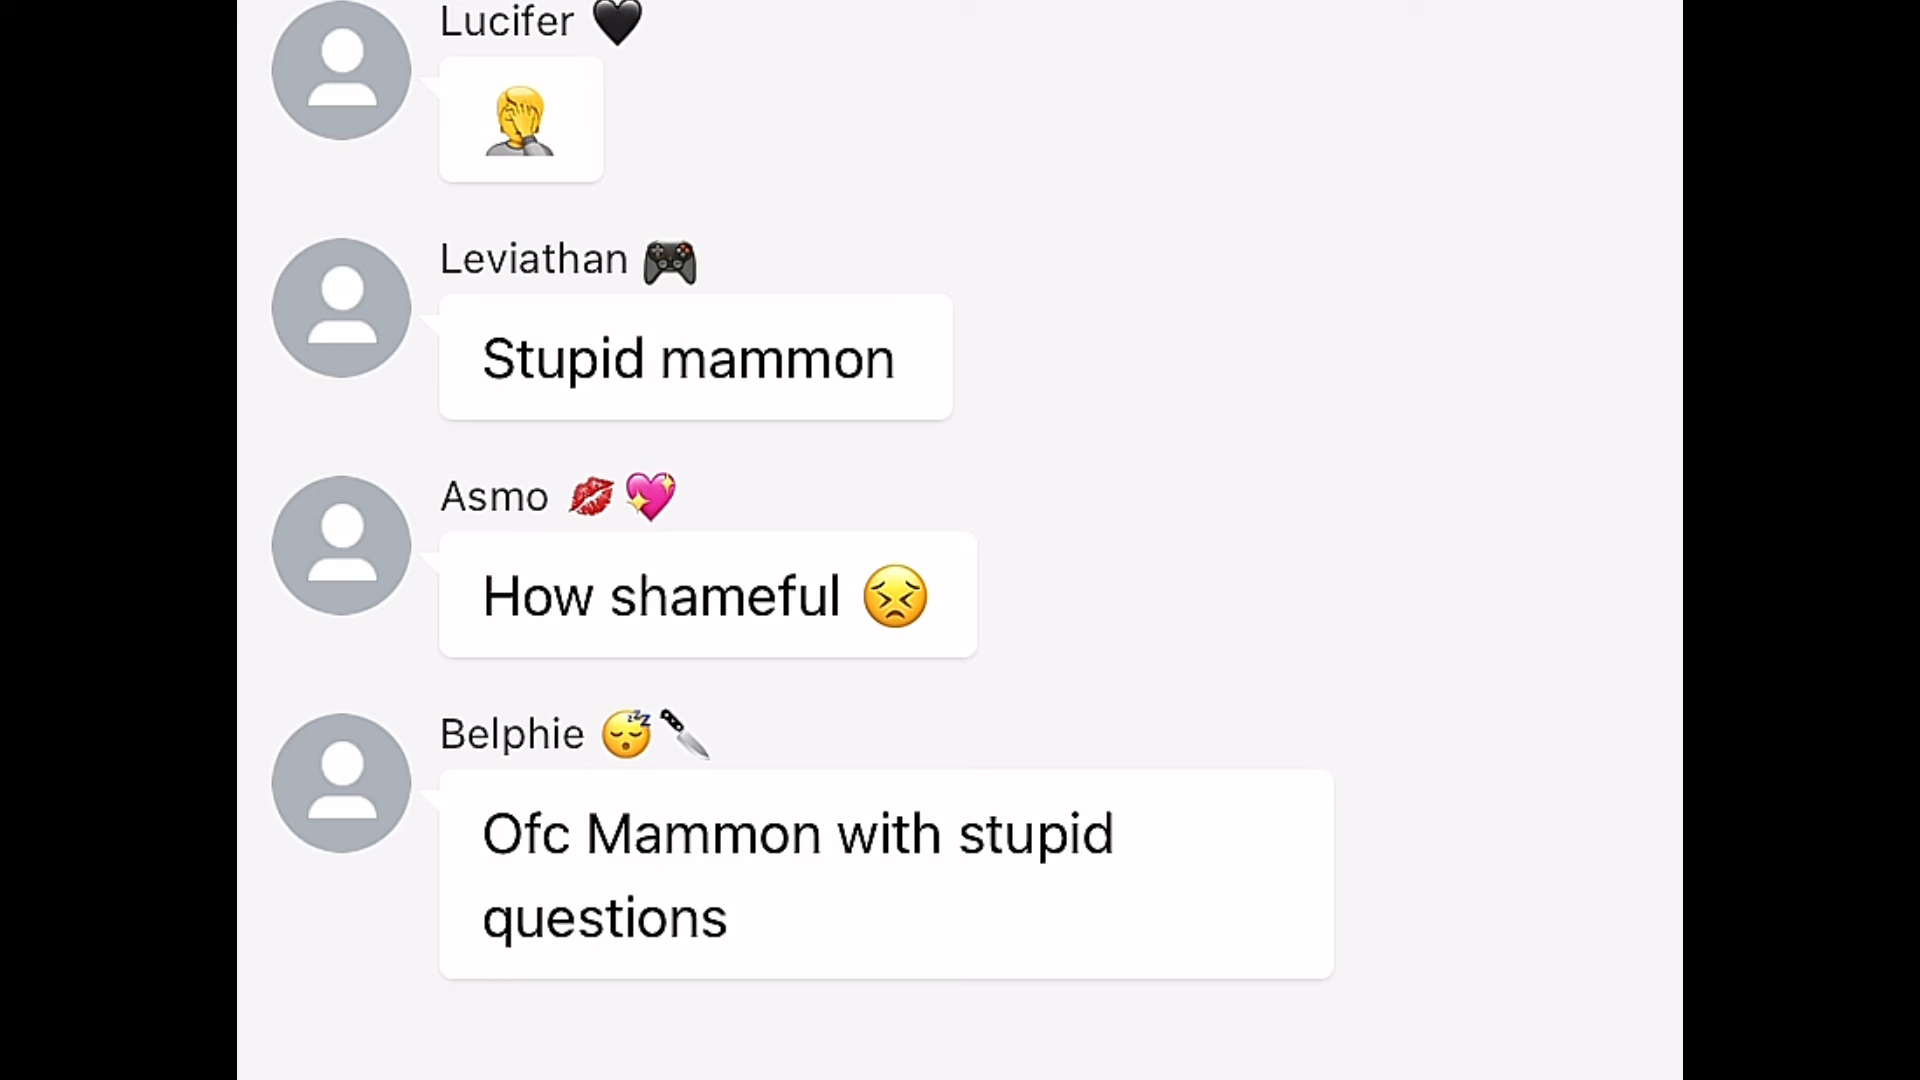 Lucifer 🖤
🤦
Leviathan 🎮
Stupid mammon
Asmo 💋💖
How shameful 😣
Belphie 😴🔪
Ofc Mammon with stupid
questions